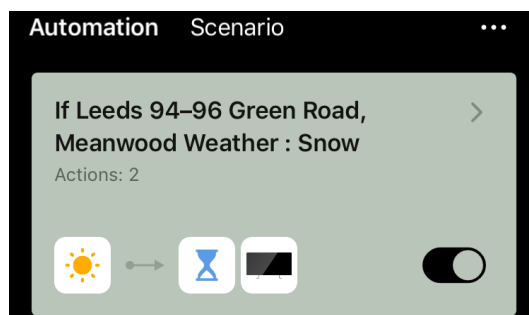 Automation Scenario
If Leeds 94–96 Green Road,
Meanwood Weather : Snow
Actions: 2